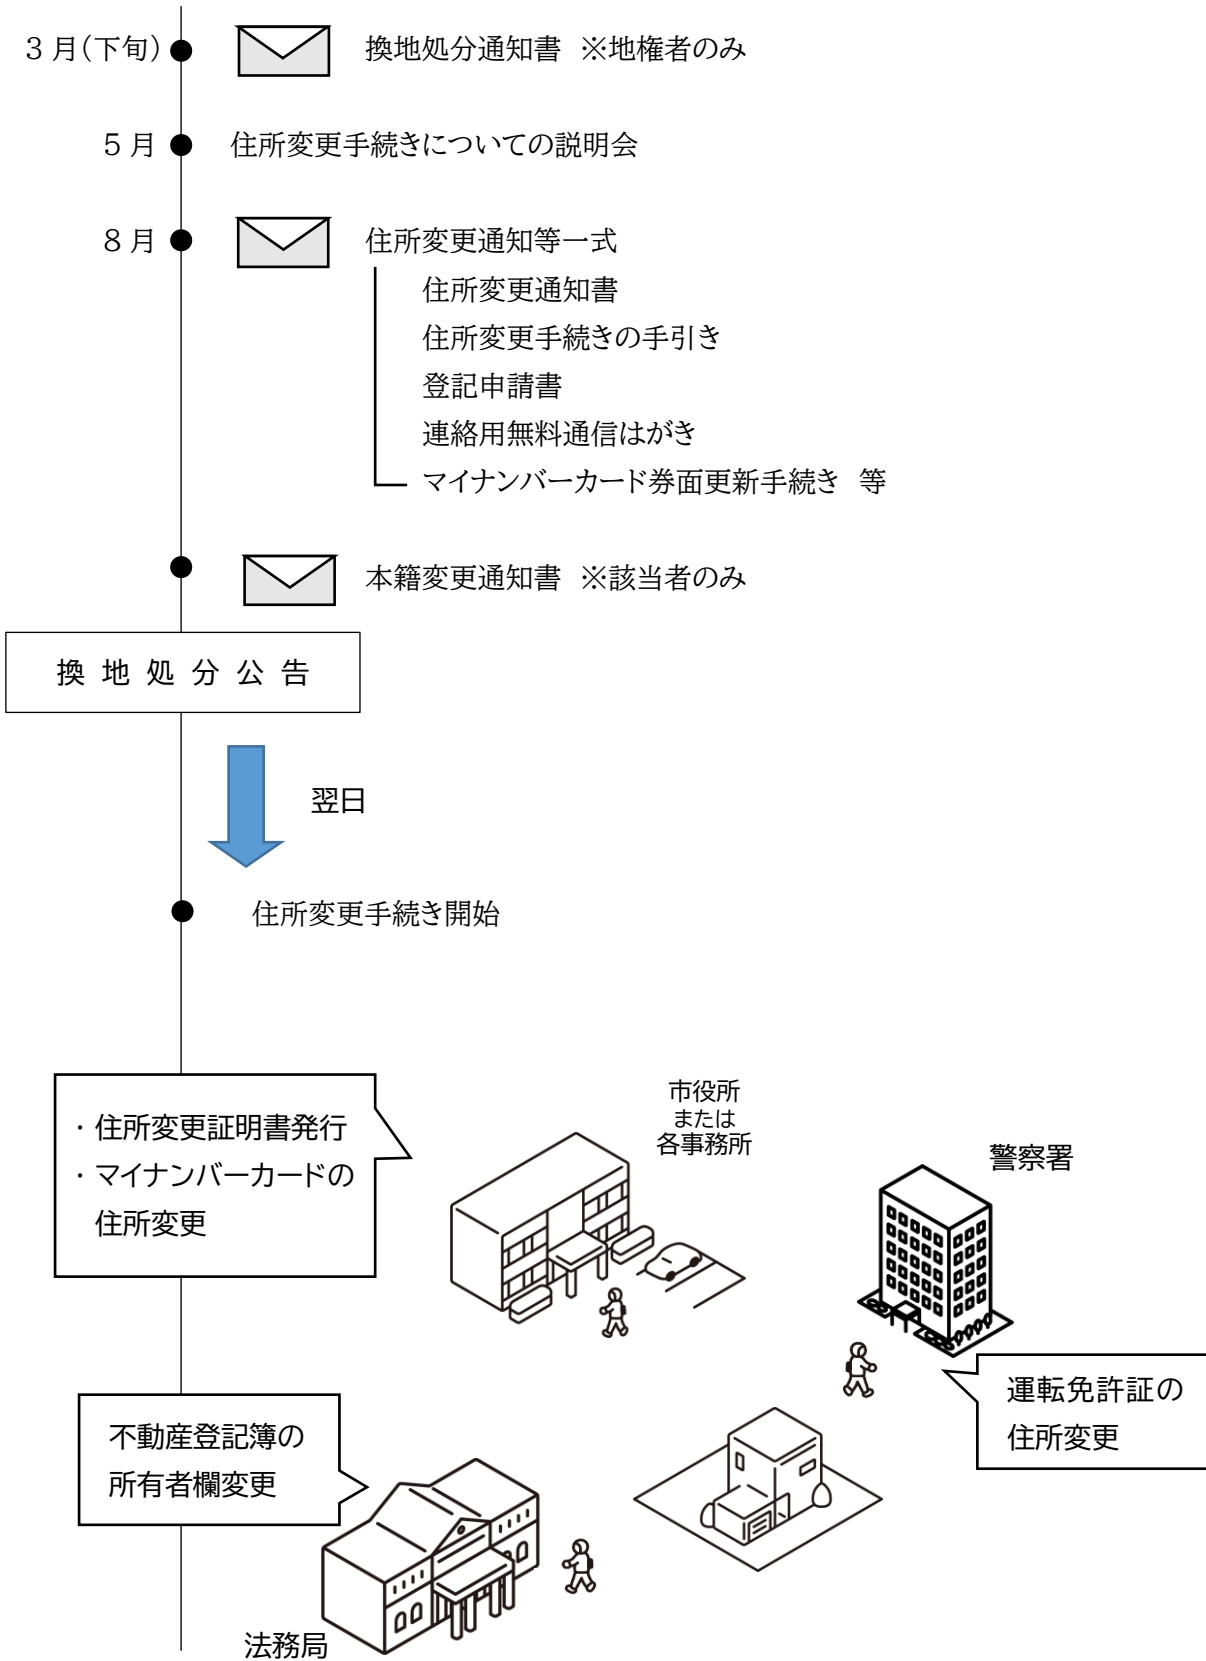 3月(下旬)
換地処分通知書 ※地権者のみ
5月
住所変更手続きについての説明会
8月
住所変更通知等一式
住所変更通知書
住所変更手続きの手引き
登記申請書
連絡用無料通信はがき
マイナンバーカード券面更新手続き 等
本籍変更通知書 ※該当者のみ
換地処分公告
翌日
住所変更手続き開始
・住所変更証明書発行
・マイナンバーカードの
住所変更
市役所
または
各事務所
警察署
運転免許証の
住所変更
不動産登記簿の
所有者欄変更
法務局